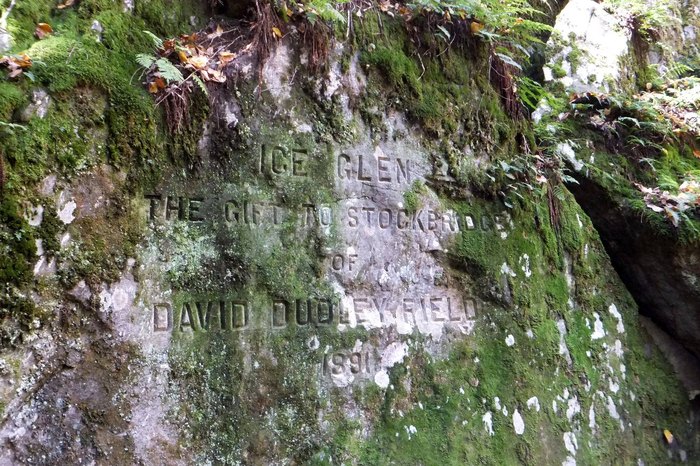 ICE GLEN
THE GIFT TO STOCKBRIDGE
OF
DAVID DUDLEY FIELD
1891